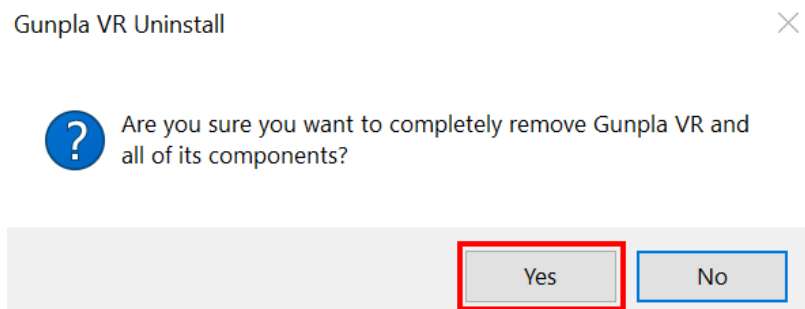 Gunpla VR Uninstall
Are you sure you want to completely remove Gunpla VR and
all of its components?
Yes
No